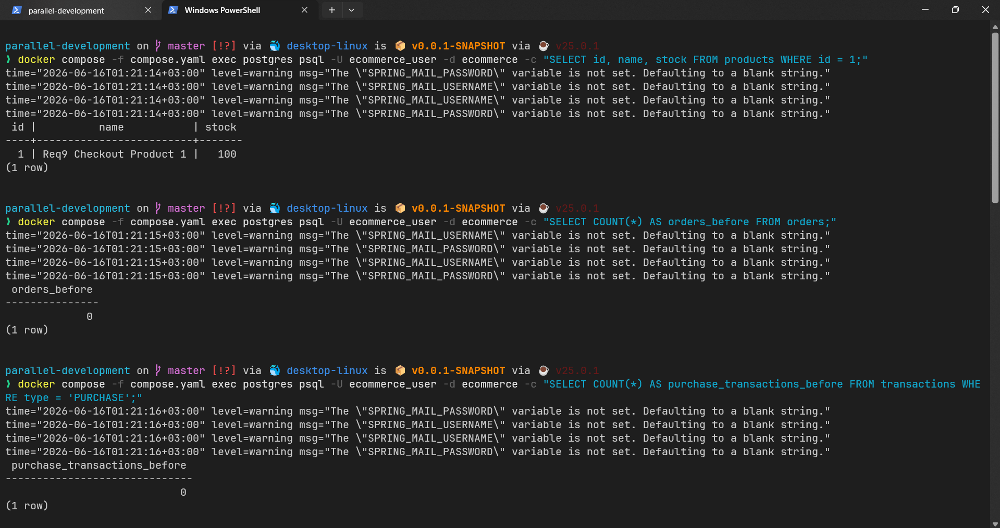 parallel-development
Windows PowerShell
parallel-development on master [!?] via desktop-linux is v0.0.1-SNAPSHOT via v25.0.1
❯ docker compose -f compose.yaml exec postgres psql -U ecommerce_user -d ecommerce -c "SELECT id, name, stock FROM products WHERE id = 1;"
time="2026-06-16T01:21:14+03:00" level=warning msg="The \"SPRING_MAIL_PASSWORD\" variable is not set. Defaulting to a blank string."
time="2026-06-16T01:21:14+03:00" level=warning msg="The \"SPRING_MAIL_USERNAME\" variable is not set. Defaulting to a blank string."
time="2026-06-16T01:21:14+03:00" level=warning msg="The \"SPRING_MAIL_USERNAME\" variable is not set. Defaulting to a blank string."
time="2026-06-16T01:21:14+03:00" level=warning msg="The \"SPRING_MAIL_PASSWORD\" variable is not set. Defaulting to a blank string."
 id |          name           | stock
----+-------------------------+-------
  1 | Req9 Checkout Product 1 |   100
(1 row)
parallel-development on master [!?] via desktop-linux is v0.0.1-SNAPSHOT via v25.0.1
❯ docker compose -f compose.yaml exec postgres psql -U ecommerce_user -d ecommerce -c "SELECT COUNT(*) AS orders_before FROM orders;"
time="2026-06-16T01:21:15+03:00" level=warning msg="The \"SPRING_MAIL_USERNAME\" variable is not set. Defaulting to a blank string."
time="2026-06-16T01:21:15+03:00" level=warning msg="The \"SPRING_MAIL_PASSWORD\" variable is not set. Defaulting to a blank string."
time="2026-06-16T01:21:15+03:00" level=warning msg="The \"SPRING_MAIL_USERNAME\" variable is not set. Defaulting to a blank string."
time="2026-06-16T01:21:15+03:00" level=warning msg="The \"SPRING_MAIL_PASSWORD\" variable is not set. Defaulting to a blank string."
 orders_before
---------------
             0
(1 row)
parallel-development on master [!?] via desktop-linux is v0.0.1-SNAPSHOT via v25.0.1
❯ docker compose -f compose.yaml exec postgres psql -U ecommerce_user -d ecommerce -c "SELECT COUNT(*) AS purchase_transactions_before FROM transactions WHE
RE type = 'PURCHASE';"
time="2026-06-16T01:21:16+03:00" level=warning msg="The \"SPRING_MAIL_PASSWORD\" variable is not set. Defaulting to a blank string."
time="2026-06-16T01:21:16+03:00" level=warning msg="The \"SPRING_MAIL_USERNAME\" variable is not set. Defaulting to a blank string."
time="2026-06-16T01:21:16+03:00" level=warning msg="The \"SPRING_MAIL_USERNAME\" variable is not set. Defaulting to a blank string."
time="2026-06-16T01:21:16+03:00" level=warning msg="The \"SPRING_MAIL_PASSWORD\" variable is not set. Defaulting to a blank string."
 purchase_transactions_before
------------------------------
                            0
(1 row)